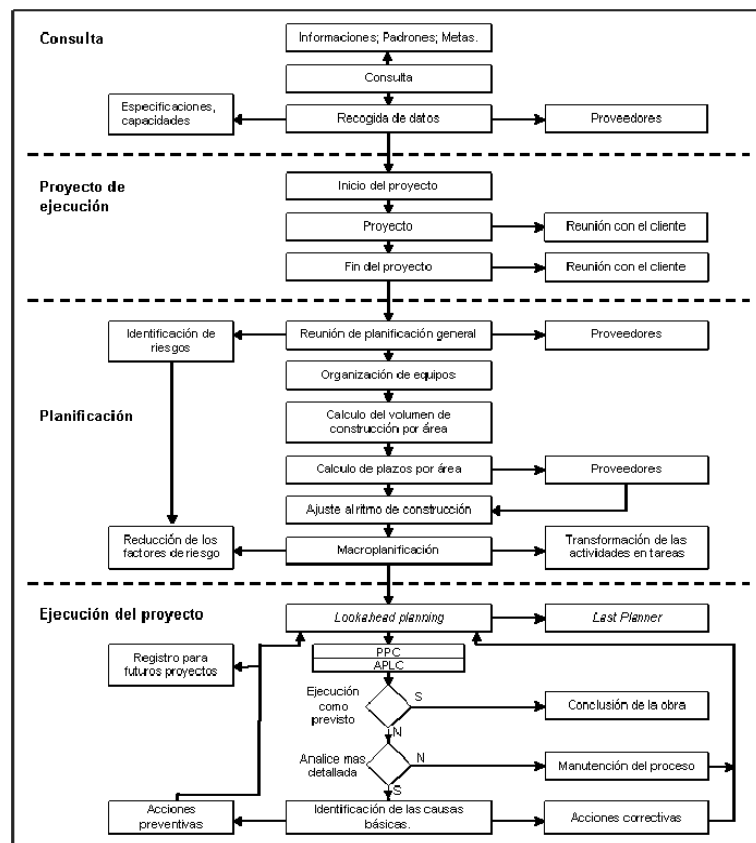 Consulta
Informaciones; Padrones; Metas.
Consulta
Especificaciones,
capacidades
Recogida de datos
Proveedores
Proyecto de
ejecución
Inicio del proyecto
Proyecto
Reunión con el cliente
Fin del proyecto
Reunión con el cliente
Planificación
Identificación de
riesgos
Reunión de planificación general
Proveedores
Organización de equipos
Calculo del volumen de
construcción por área
Calculo de plazos por área
Proveedores
Ajuste al ritmo de construcción
Reducción de los
factores de riesgo
Macroplanificación
Transformación de las
actividades en tareas
Ejecución del proyecto
Lookahead planning
Last Planner
Registro para
futuros proyectos
PPC
APLC
Ejecución
como
previsto
S
Conclusión de la obra
N
Analice mas
detallada
N
Manutención del proceso
S
Acciones
preventivas
Identificación de las causas
básicas.
Acciones correctivas